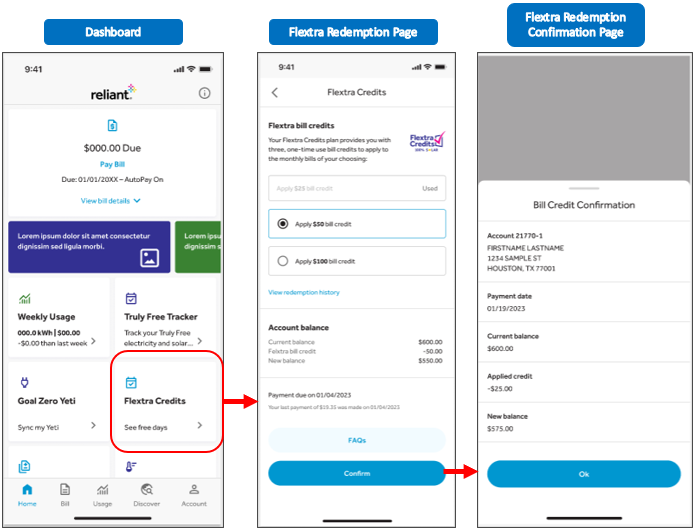 Dashboard
9:41
reliant
$000.00 Due
Pay Bill
Due: 01/01/20XX – AutoPay On
View bill details
Lorem ipsum dolor sit amet consectetur
dignissim sed ligula morbi.
Lorem ipsum
dignissim s
Weekly Usage
000.0 kWh | $00.00
-$0.00 than last week
Truly Free Tracker
Track your Truly Free
electricity and solar...
Goal Zero Yeti
Sync my Yeti
Flextra Credits
See free days
Home
Bill
Usage
Discover
Account
Flextra Redemption Page
9:41
Flextra Credits
Flextra bill credits
Your Flextra Credits plan provides you with
three, one-time use bill credits to apply to
the monthly bills of your choosing:
Flextra
Credits
100% SOLAR
Apply $25 bill credit
Used
Apply $50 bill credit
Apply $100 bill credit
View redemption history
Account balance
Current balance $600.00
Felxtra bill credit -50.00
New balance $550.00
Payment due on 01/04/2023
Your last payment of $19.35 was made on 01/04/2023
FAQs
Confirm
Flextra Redemption
Confirmation Page
Bill Credit Confirmation
Account 21770-1
FIRSTNAME LASTNAME
1234 SAMPLE ST
HOUSTON, TX 77001
Payment date
01/19/2023
Current balance
$600.00
Applied credit
-$25.00
New balance
$575.00
Ok